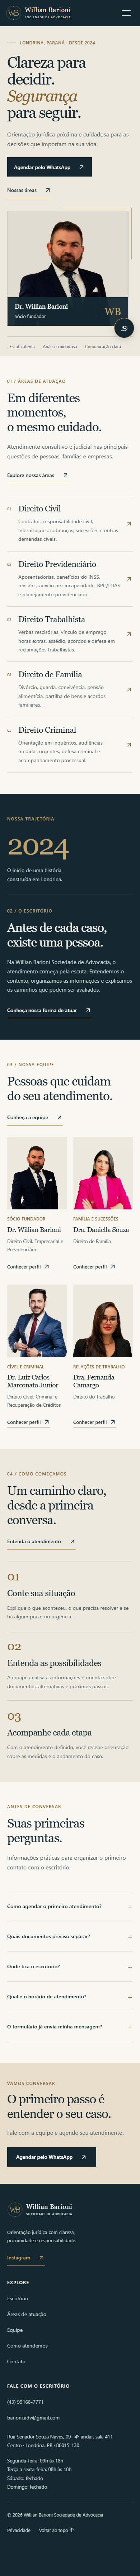 WB
Willian Barioni
SOCIEDADE DE ADVOCACIA
LONDRINA, PARANÁ · DESDE 2024
Clareza para
decidir.
Segurança
para seguir.
Orientação jurídica próxima e cuidadosa para as
decisões que importam na sua vida.
Agendar pelo WhatsApp
Nossas áreas
Dr. Willian Barioni
Sócio fundador
WB
Escuta atenta
Análise cuidadosa
Comunicação clara
01 / ÁREAS DE ATUAÇÃO
Em diferentes
momentos,
o mesmo cuidado.
Atendimento consultivo e judicial nas principais
questões de pessoas, famílias e empresas.
Explore nossas áreas
01
Direito Civil
Contratos, responsabilidade civil,
indenizações, cobranças, sucessões e outras
demandas cíveis.
02
Direito Previdenciário
Aposentadorias, benefícios do INSS,
revisões, auxílio por incapacidade, BPC/LOAS
e planejamento previdenciário.
03
Direito Trabalhista
Verbas rescisórias, vínculo de emprego,
horas extras, assédio, acordos e defesa em
reclamações trabalhistas.
04
Direito de Família
Divórcio, guarda, convivência, pensão
alimentícia, partilha de bens e acordos
familiares.
05
Direito Criminal
Orientação em inquéritos, audiências,
medidas urgentes, defesa criminal e
acompanhamento processual.
NOSSA TRAJETÓRIA
2024
O início de uma história
construída em Londrina.
02 / O ESCRITÓRIO
Antes de cada caso,
existe uma pessoa.
Na Willian Barioni Sociedade de Advocacia, o
atendimento começa pela escuta. Entendemos o
contexto, organizamos as informações e explicamos
os caminhos que podem ser avaliados.
Conheça nossa forma de atuar
03 / NOSSA EQUIPE
Pessoas que cuidam
do seu atendimento.
Conheça a equipe
SÓCIO-FUNDADOR
Dr. Willian Barioni
Direito Civil, Empresarial e
Previdenciário
Conhecer perfil
FAMÍLIA E SUCESSÕES
Dra. Daniella Souza
Direito de Família
Conhecer perfil
CÍVEL E CRIMINAL
Dr. Luiz Carlos
Marconato Junior
Direito Cível, Criminal e
Recuperação de Créditos
Conhecer perfil
RELAÇÕES DE TRABALHO
Dra. Fernanda
Camargo
Direito do Trabalho
Conhecer perfil
04 / COMO COMEÇAMOS
Um caminho claro,
desde a primeira
conversa.
Entenda o atendimento
01
Conte sua situação
Explique o que aconteceu, o que precisa resolver e se
há algum prazo ou urgência.
02
Entenda as possibilidades
A equipe analisa as informações e orienta sobre
documentos, alternativas e próximos passos.
03
Acompanhe cada etapa
Com o atendimento definido, você recebe orientação
sobre as medidas e o andamento do caso.
ANTES DE CONVERSAR
Suas primeiras
perguntas.
Informações práticas para organizar o primeiro
contato com o escritório.
Como agendar o primeiro atendimento?
Quais documentos preciso separar?
Onde fica o escritório?
Qual é o horário de atendimento?
O formulário já envia minha mensagem?
VAMOS CONVERSAR
O primeiro passo é
entender o seu caso.
Fale com a equipe e agende seu atendimento.
Agendar pelo WhatsApp
WB
Willian Barioni
SOCIEDADE DE ADVOCACIA
Orientação jurídica com clareza,
proximidade e responsabilidade.
Instagram
EXPLORE
Escritório
Áreas de atuação
Equipe
Como atendemos
Contato
FALE COM O ESCRITÓRIO
(43) 99168-7771
barioni.adv@gmail.com
Rua Senador Souza Naves, 09 · 4º andar, sala 411
Centro · Londrina, PR · 86015-130
Segunda-feira: 09h às 18h
Terça a sexta-feira: 08h às 18h
Sábado: fechado
Domingo: fechado
© 2026 Willian Barioni Sociedade de Advocacia
Privacidade
Voltar ao topo